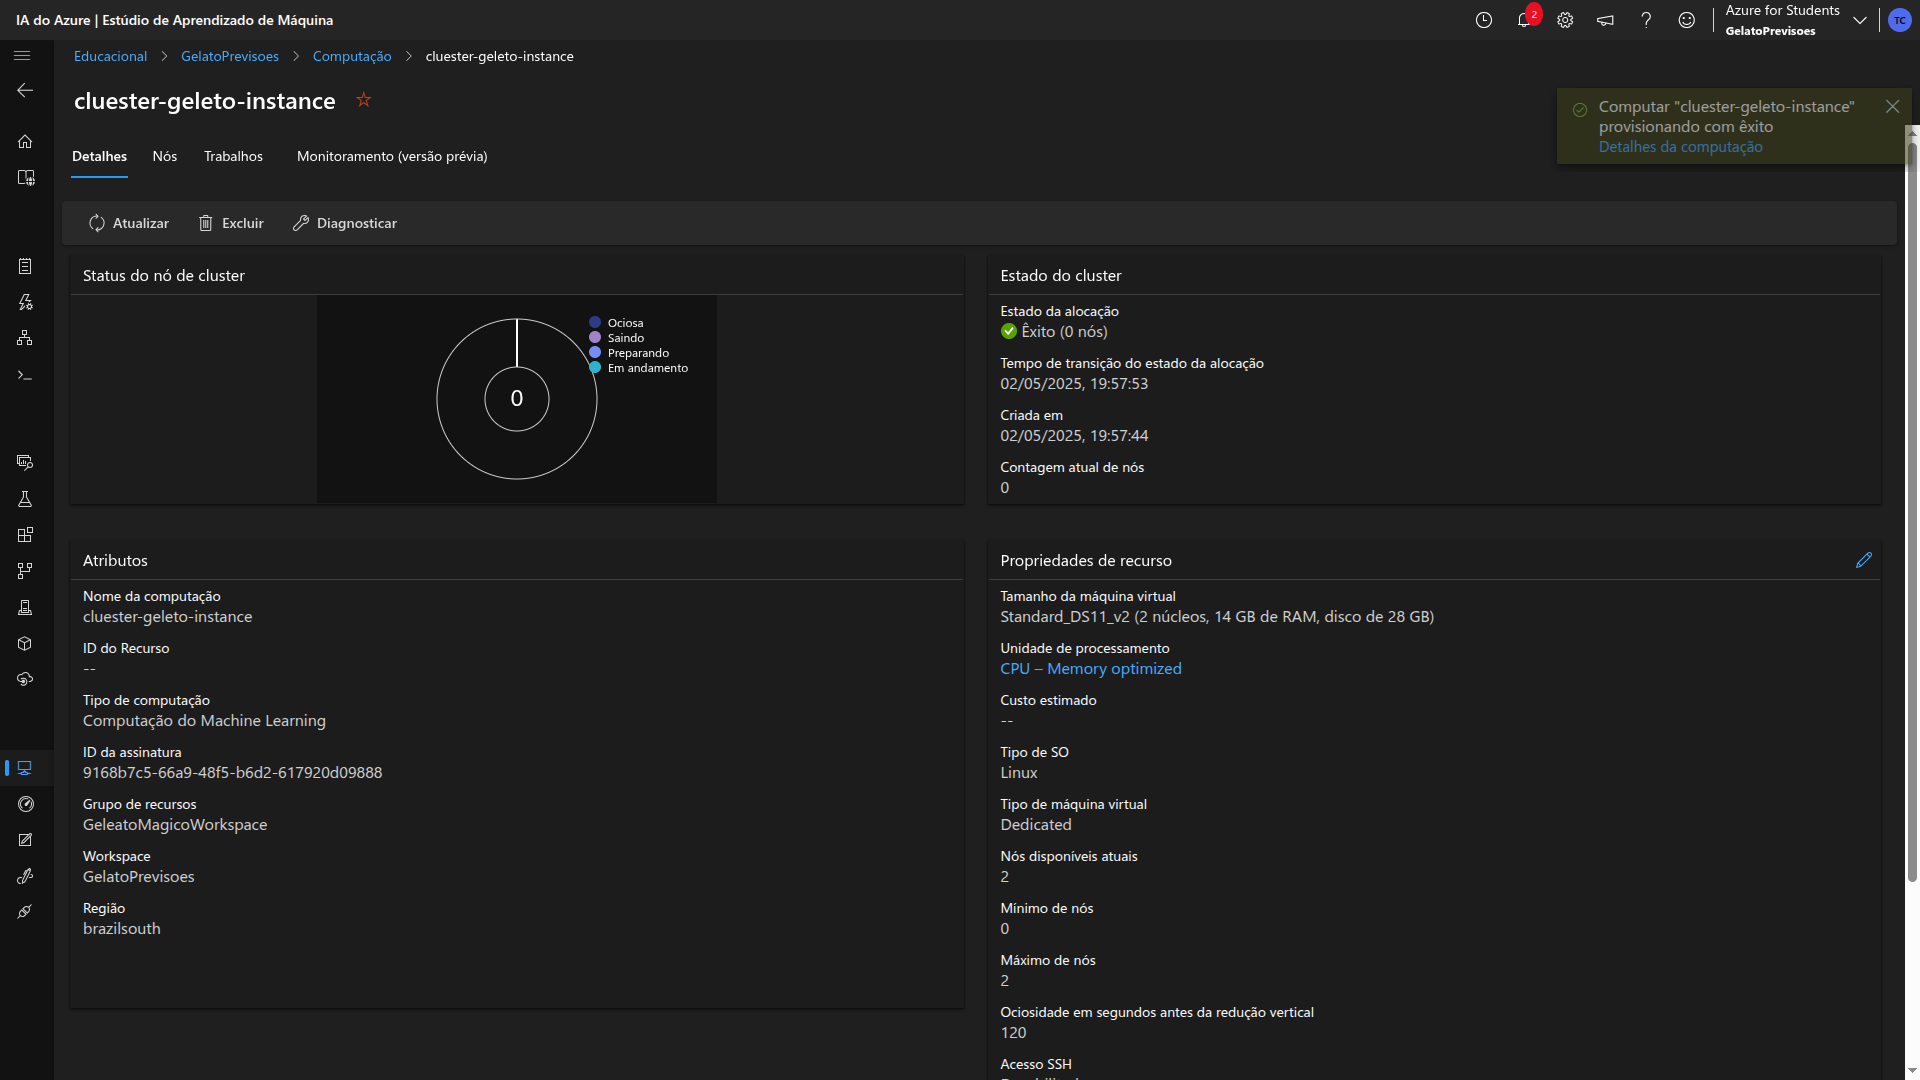 IA do Azure | Estúdio de Aprendizado de Máquina
2
Azure for Students
GelatoPrevisoes
TC
Educacional > GelatoPrevisoes > Computação > cluester-geleto-instance
cluester-geleto-instance
Computar "cluester-geleto-instance"
provisionando com êxito
Detalhes da computação
Detalhes Nós Trabalhos Monitoramento (versão prévia)
Atualizar Excluir Diagnosticar
Status do nó de cluster
Ociosa
Saindo
Preparando
Em andamento
0
Estado do cluster
Estado da alocação
Êxito (0 nós)
Tempo de transição do estado da alocação
02/05/2025, 19:57:53
Criada em
02/05/2025, 19:57:44
Contagem atual de nós
0
Atributos
Nome da computação
cluester-geleto-instance
ID do Recurso
--
Tipo de computação
Computação do Machine Learning
ID da assinatura
9168b7c5-66a9-48f5-b6d2-617920d09888
Grupo de recursos
GeleatoMagicoWorkspace
Workspace
GelatoPrevisoes
Região
brazilsouth
Propriedades de recurso
Tamanho da máquina virtual
Standard_DS11_v2 (2 núcleos, 14 GB de RAM, disco de 28 GB)
Unidade de processamento
CPU – Memory optimized
Custo estimado
--
Tipo de SO
Linux
Tipo de máquina virtual
Dedicated
Nós disponíveis atuais
2
Mínimo de nós
0
Máximo de nós
2
Ociosidade em segundos antes da redução vertical
120
Acesso SSH